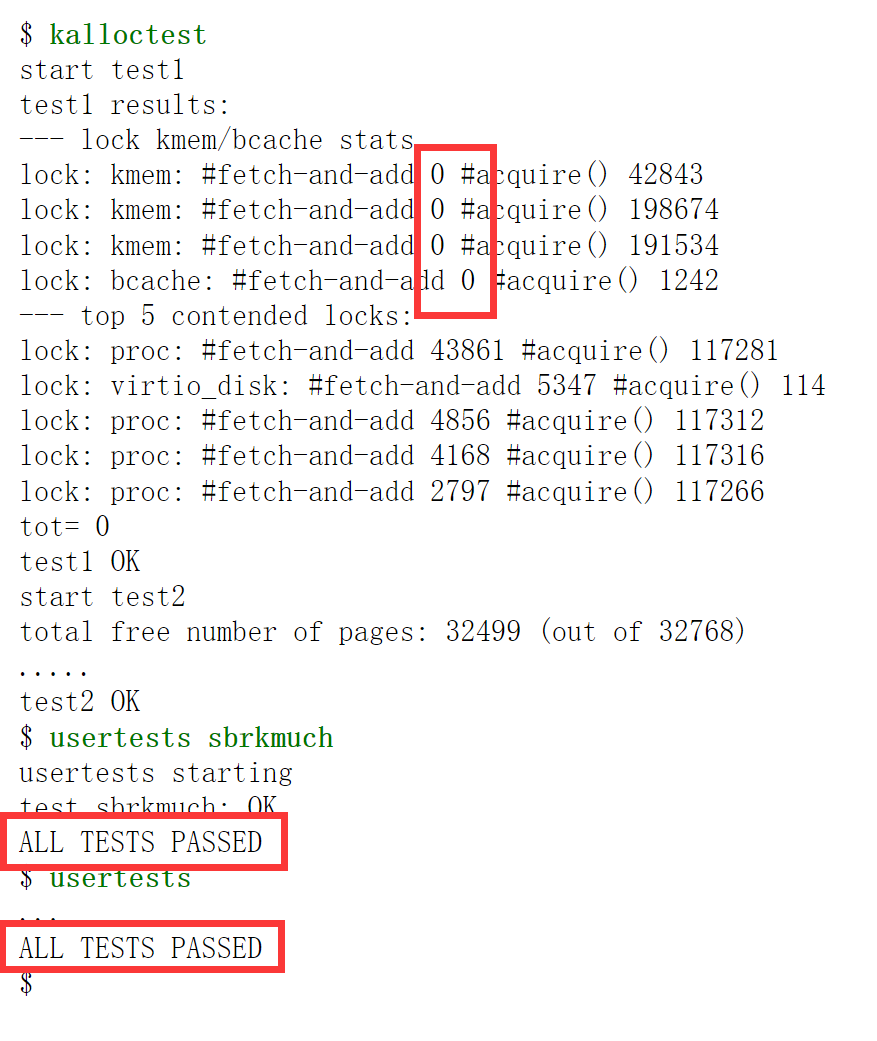 $ kalloctest
start test1
test1 results:
--- lock kmem/bcache stats
lock: kmem: #fetch-and-add 0 #acquire() 42843
lock: kmem: #fetch-and-add 0 #acquire() 198674
lock: kmem: #fetch-and-add 0 #acquire() 191534
lock: bcache: #fetch-and-add 0 #acquire() 1242
--- top 5 contended locks:
lock: proc: #fetch-and-add 43861 #acquire() 117281
lock: virtio_disk: #fetch-and-add 5347 #acquire() 114
lock: proc: #fetch-and-add 4856 #acquire() 117312
lock: proc: #fetch-and-add 4168 #acquire() 117316
lock: proc: #fetch-and-add 2797 #acquire() 117266
tot= 0
test1 OK
start test2
total free number of pages: 32499 (out of 32768)
.....
test2 OK
$ usertests sbrkmuch
usertests starting
test sbrkmuch: OK
ALL TESTS PASSED
$ usertests
...
ALL TESTS PASSED
$